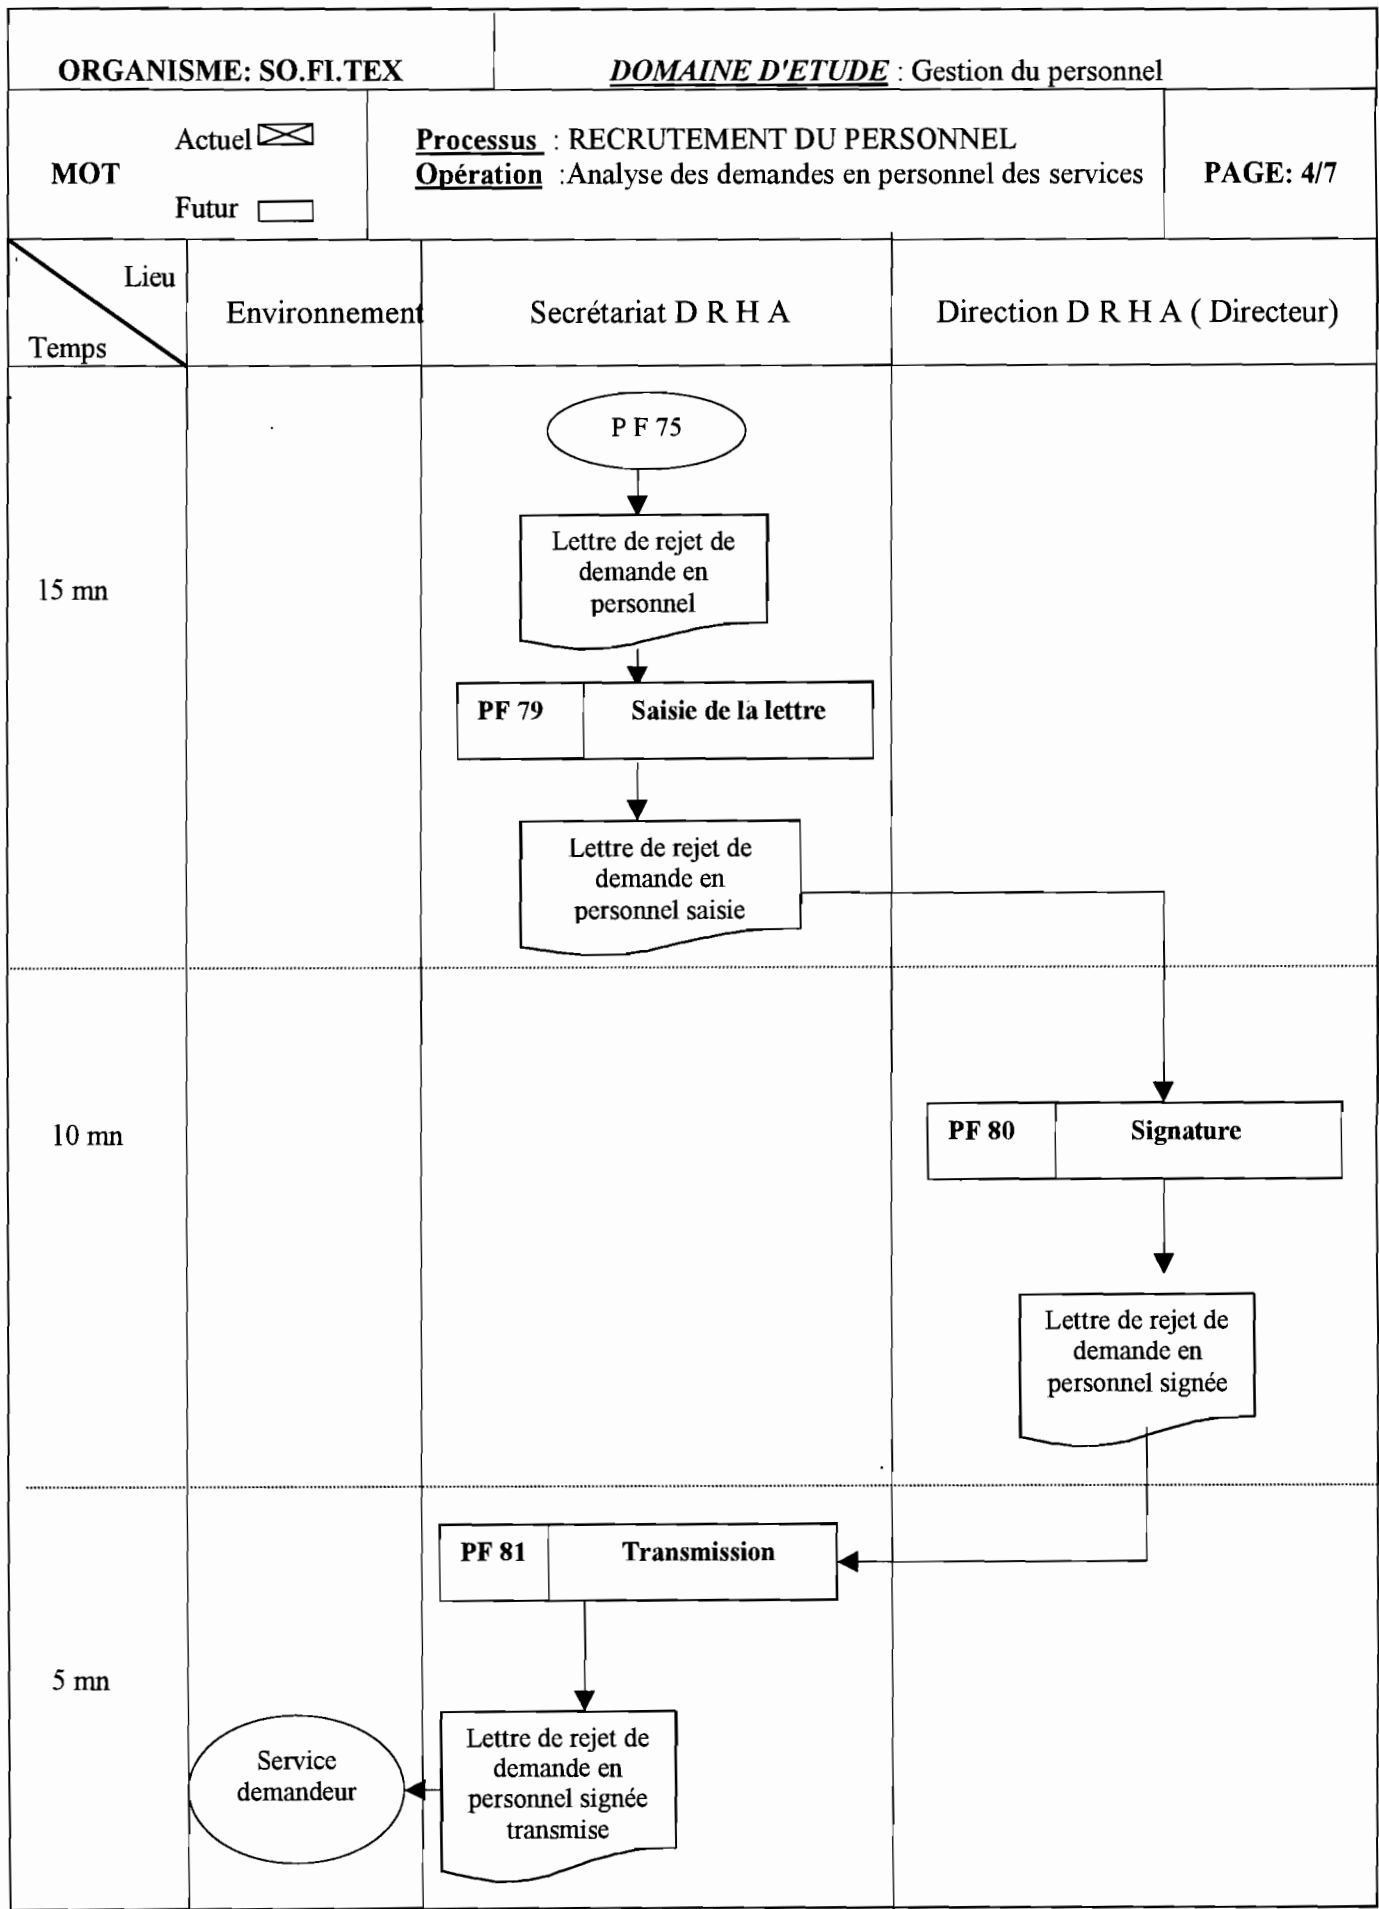 ORGANISME: SO.FI.TEX
DOMAINE D'ETUDE : Gestion du personnel
MOT
Actuel
Futur
Processus : RECRUTEMENT DU PERSONNEL
Opération :Analyse des demandes en personnel des services
PAGE: 4/7
Lieu
Temps
Environnement
Secrétariat D R H A
Direction D R H A ( Directeur)
P F 75
15 mn
Lettre de rejet de
demande en
personnel
PF 79
Saisie de la lettre
Lettre de rejet de
demande en
personnel saisie
10 mn
PF 80
Signature
Lettre de rejet de
demande en
personnel signée
PF 81
Transmission
5 mn
Service
demandeur
Lettre de rejet de
demande en
personnel signée
transmise